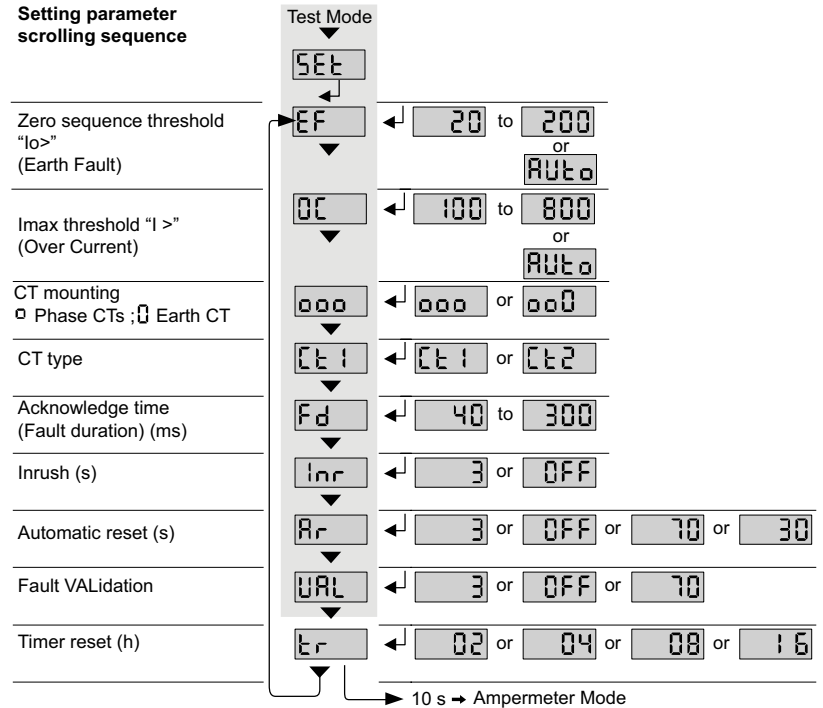 Setting parameter
scrolling sequence
Test Mode
SEt
Zero sequence threshold
“Io>”
(Earth Fault)
EF
20 to 200
or
AUto
Imax threshold “I >”
(Over Current)
OC
100 to 800
or
AUto
CT mounting
o Phase CTs ;0 Earth CT
ooo
ooo or oo0
CT type
Ct1
Ct1 or Ct2
Acknowledge time
(Fault duration) (ms)
Fd
40 to 300
Inrush (s)
Inr
3 or OFF
Automatic reset (s)
Ar
3 or OFF or 70 or 30
Fault VALidation
VAL
3 or OFF or 70
Timer reset (h)
tr
02 or 04 or 08 or 16
10 s → Ampermeter Mode